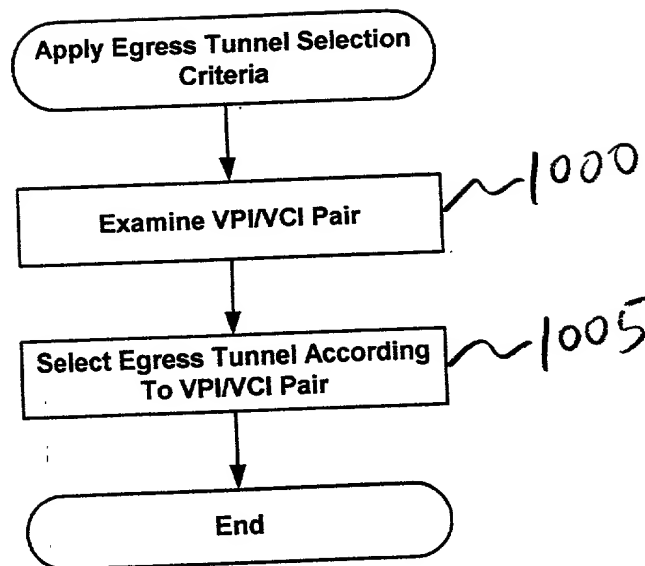 Apply Egress Tunnel Selection
Criteria
Examine VPI/VCI Pair
1000
Select Egress Tunnel According
To VPI/VCI Pair
1005
End